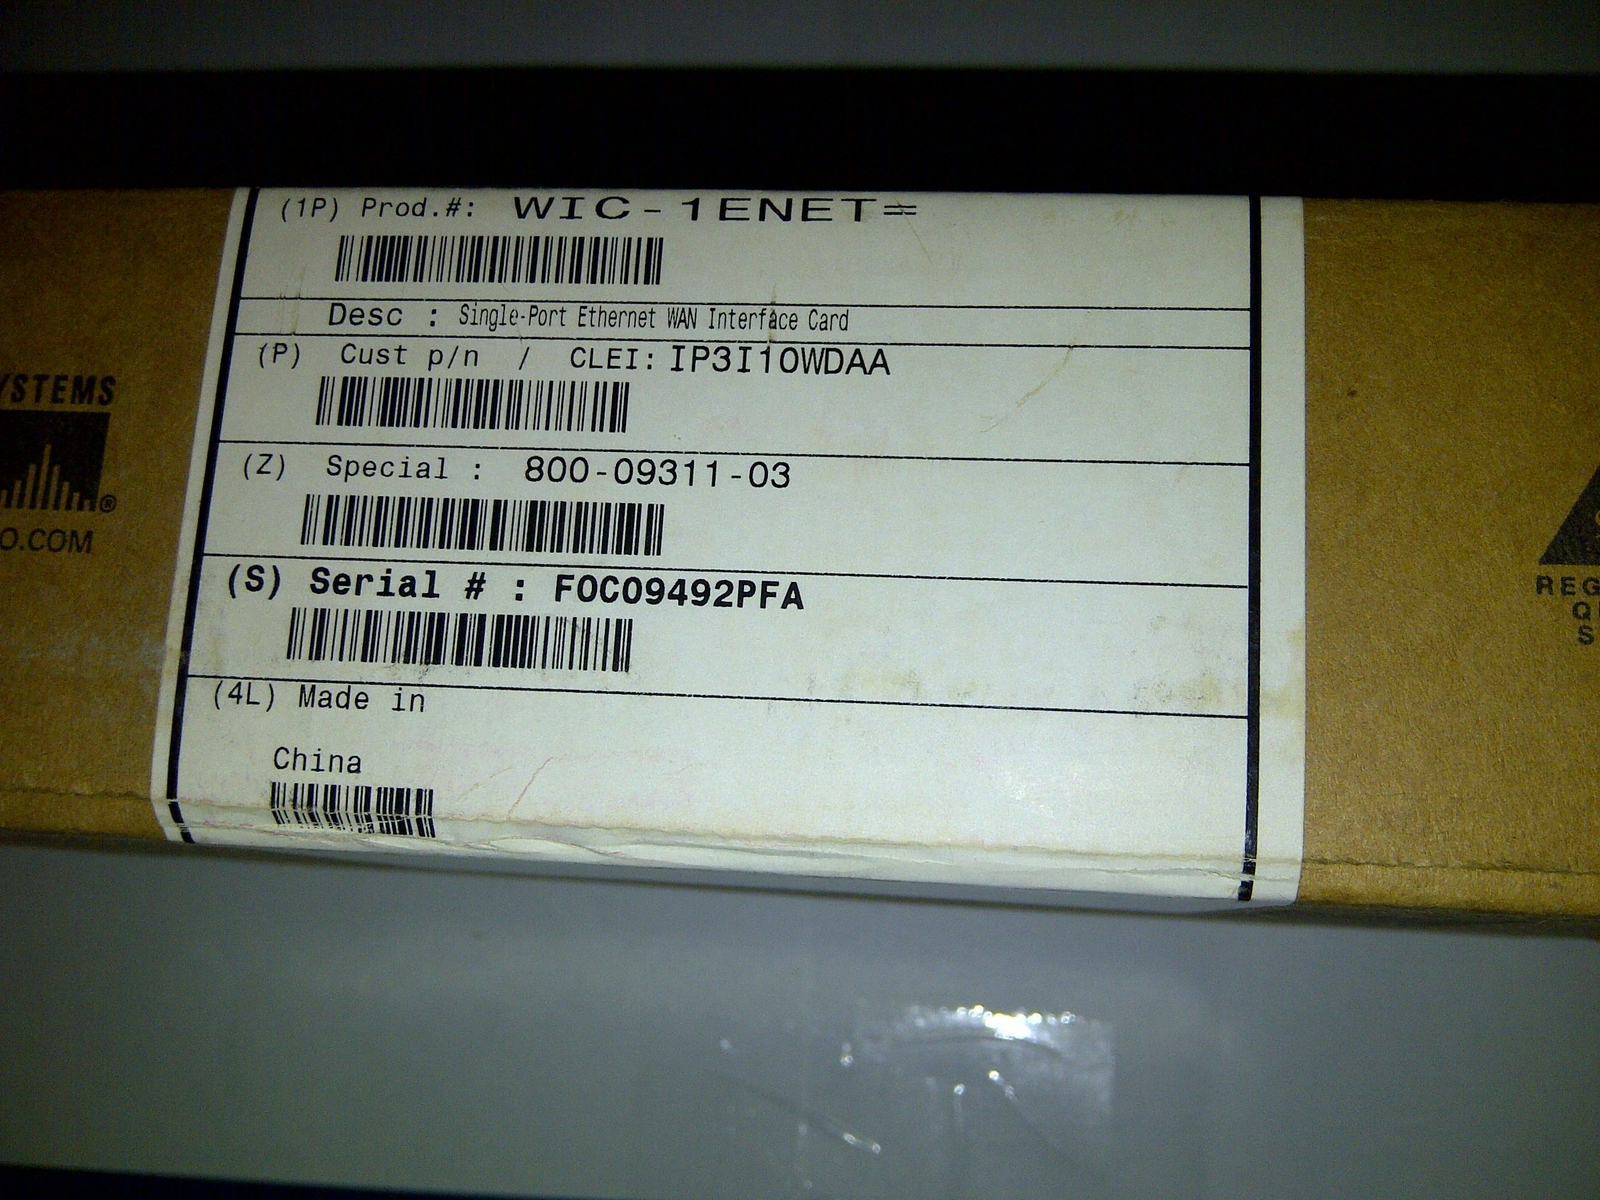 (1P) Prod.#: WIC-1ENET=
Desc : Single-Port Ethernet WAN Interface Card
(P) Cust p/n / CLEI: IP3I10WDAA
(Z) Special : 800-09311-03
(S) Serial # : FOC09492PFA
(4L) Made in
China
YSTEMS
®
O.COM
REG
Q
S